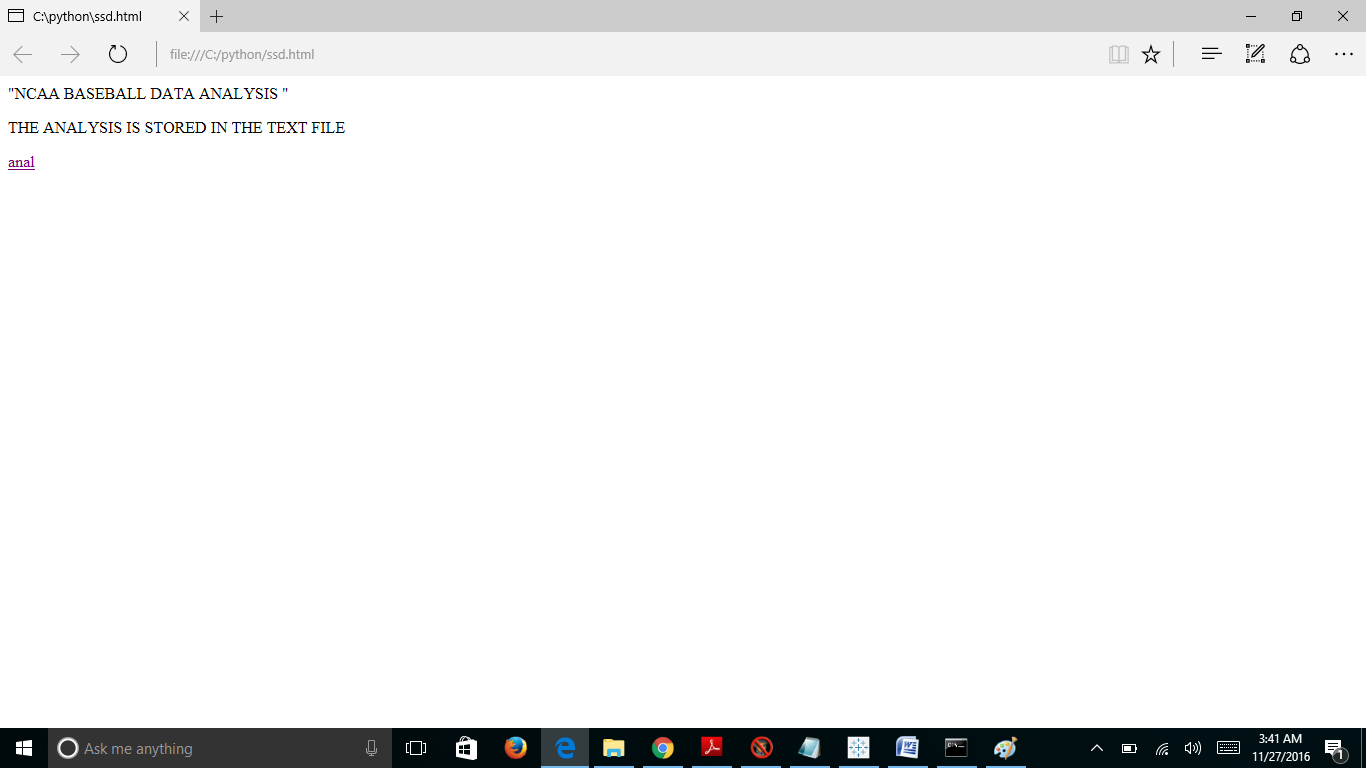 C:\python\ssd.html
file:///C:/python/ssd.html
"NCAA BASEBALL DATA ANALYSIS "
THE ANALYSIS IS STORED IN THE TEXT FILE
anal
Ask me anything
3:41 AM
11/27/2016
1